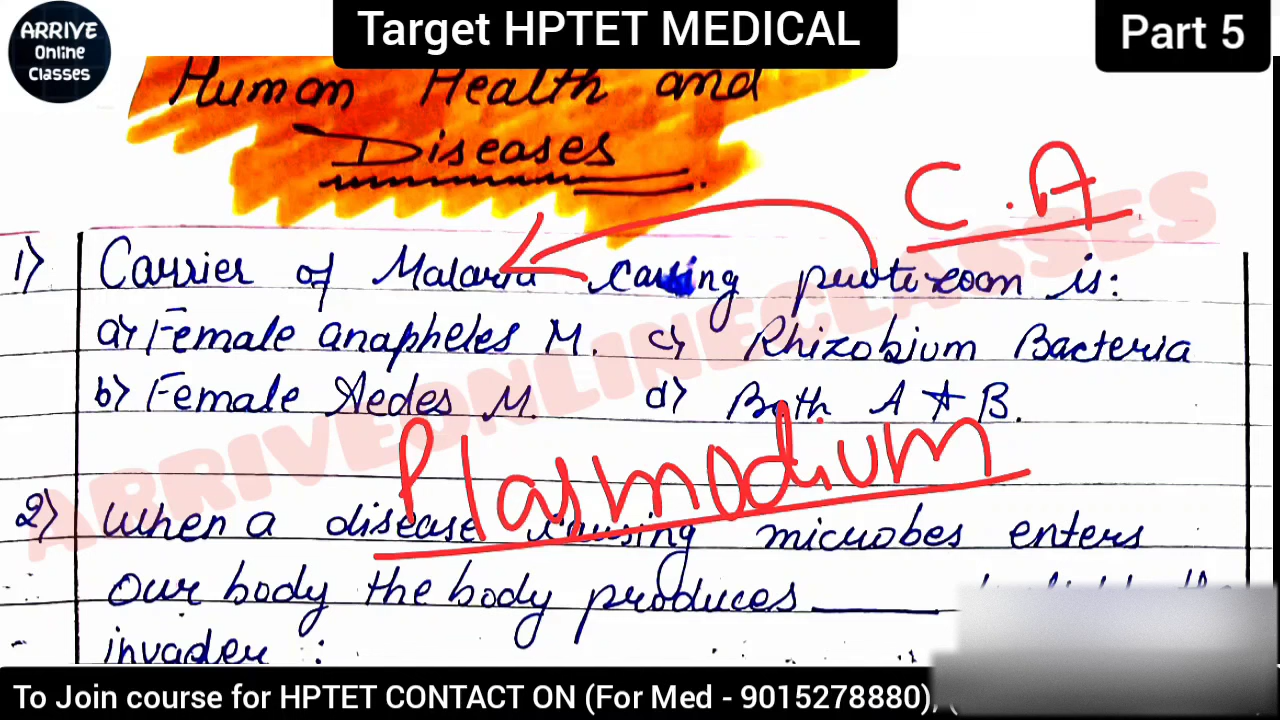 ARRIVE
Online
Classes
Target HPTET MEDICAL
Part 5
Human Health and
Diseases
C.A
1) Carrier of Malaria causing protozoan is:
a) Female anapheles M. c) Rhizobium Bacteria
b) Female Aedes M. d) Both A & B.
Plasmodium
2) When a disease causing microbes enters
our body the body produces ______
invader :
ARRIVEONLINECLASSES
To Join course for HPTET CONTACT ON (For Med - 9015278880), (